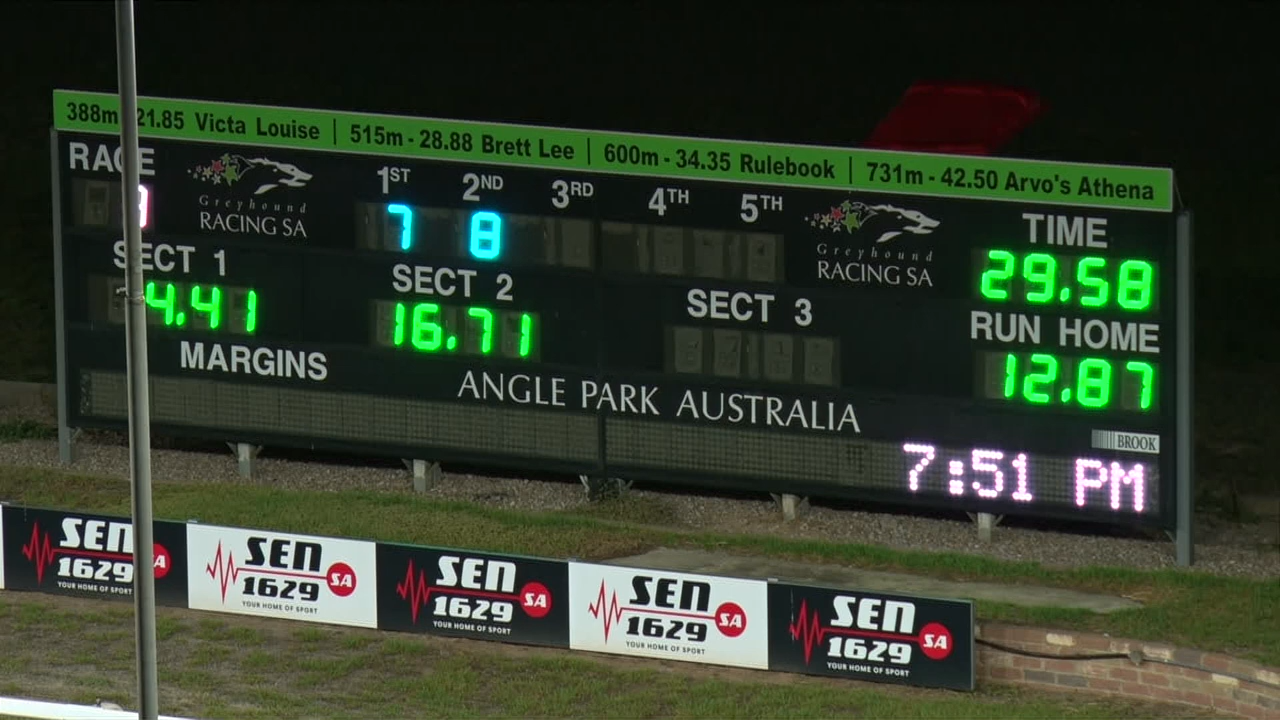 388m 21.85 Victa Louise | 515m - 28.88 Brett Lee | 600m - 34.35 Rulebook | 731m - 42.50 Arvo's Athena
RACE
Greyhound
RACING SA
1ST 2ND 3RD 4TH 5TH
7 8
Greyhound
RACING SA
TIME
29.58
SECT 1
4.41
SECT 2
16.71
SECT 3
RUN HOME
12.87
MARGINS
ANGLE PARK AUSTRALIA
BROOK
7:51 PM
SEN
1629 SA
YOUR HOME OF SPORT
SEN
1629 SA
YOUR HOME OF SPORT
SEN
1629 SA
YOUR HOME OF SPORT
SEN
1629 SA
YOUR HOME OF SPORT
SEN
1629 SA
YOUR HOME OF SPORT